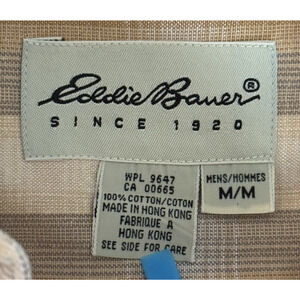 Eddie Bauer®
SINCE 1920
WPL 9647
CA 00665
100% COTTON/COTON
MADE IN HONG KONG
FABRIQUE A
HONG KONG
SEE SIDE FOR CARE
MENS/HOMMES
M/M